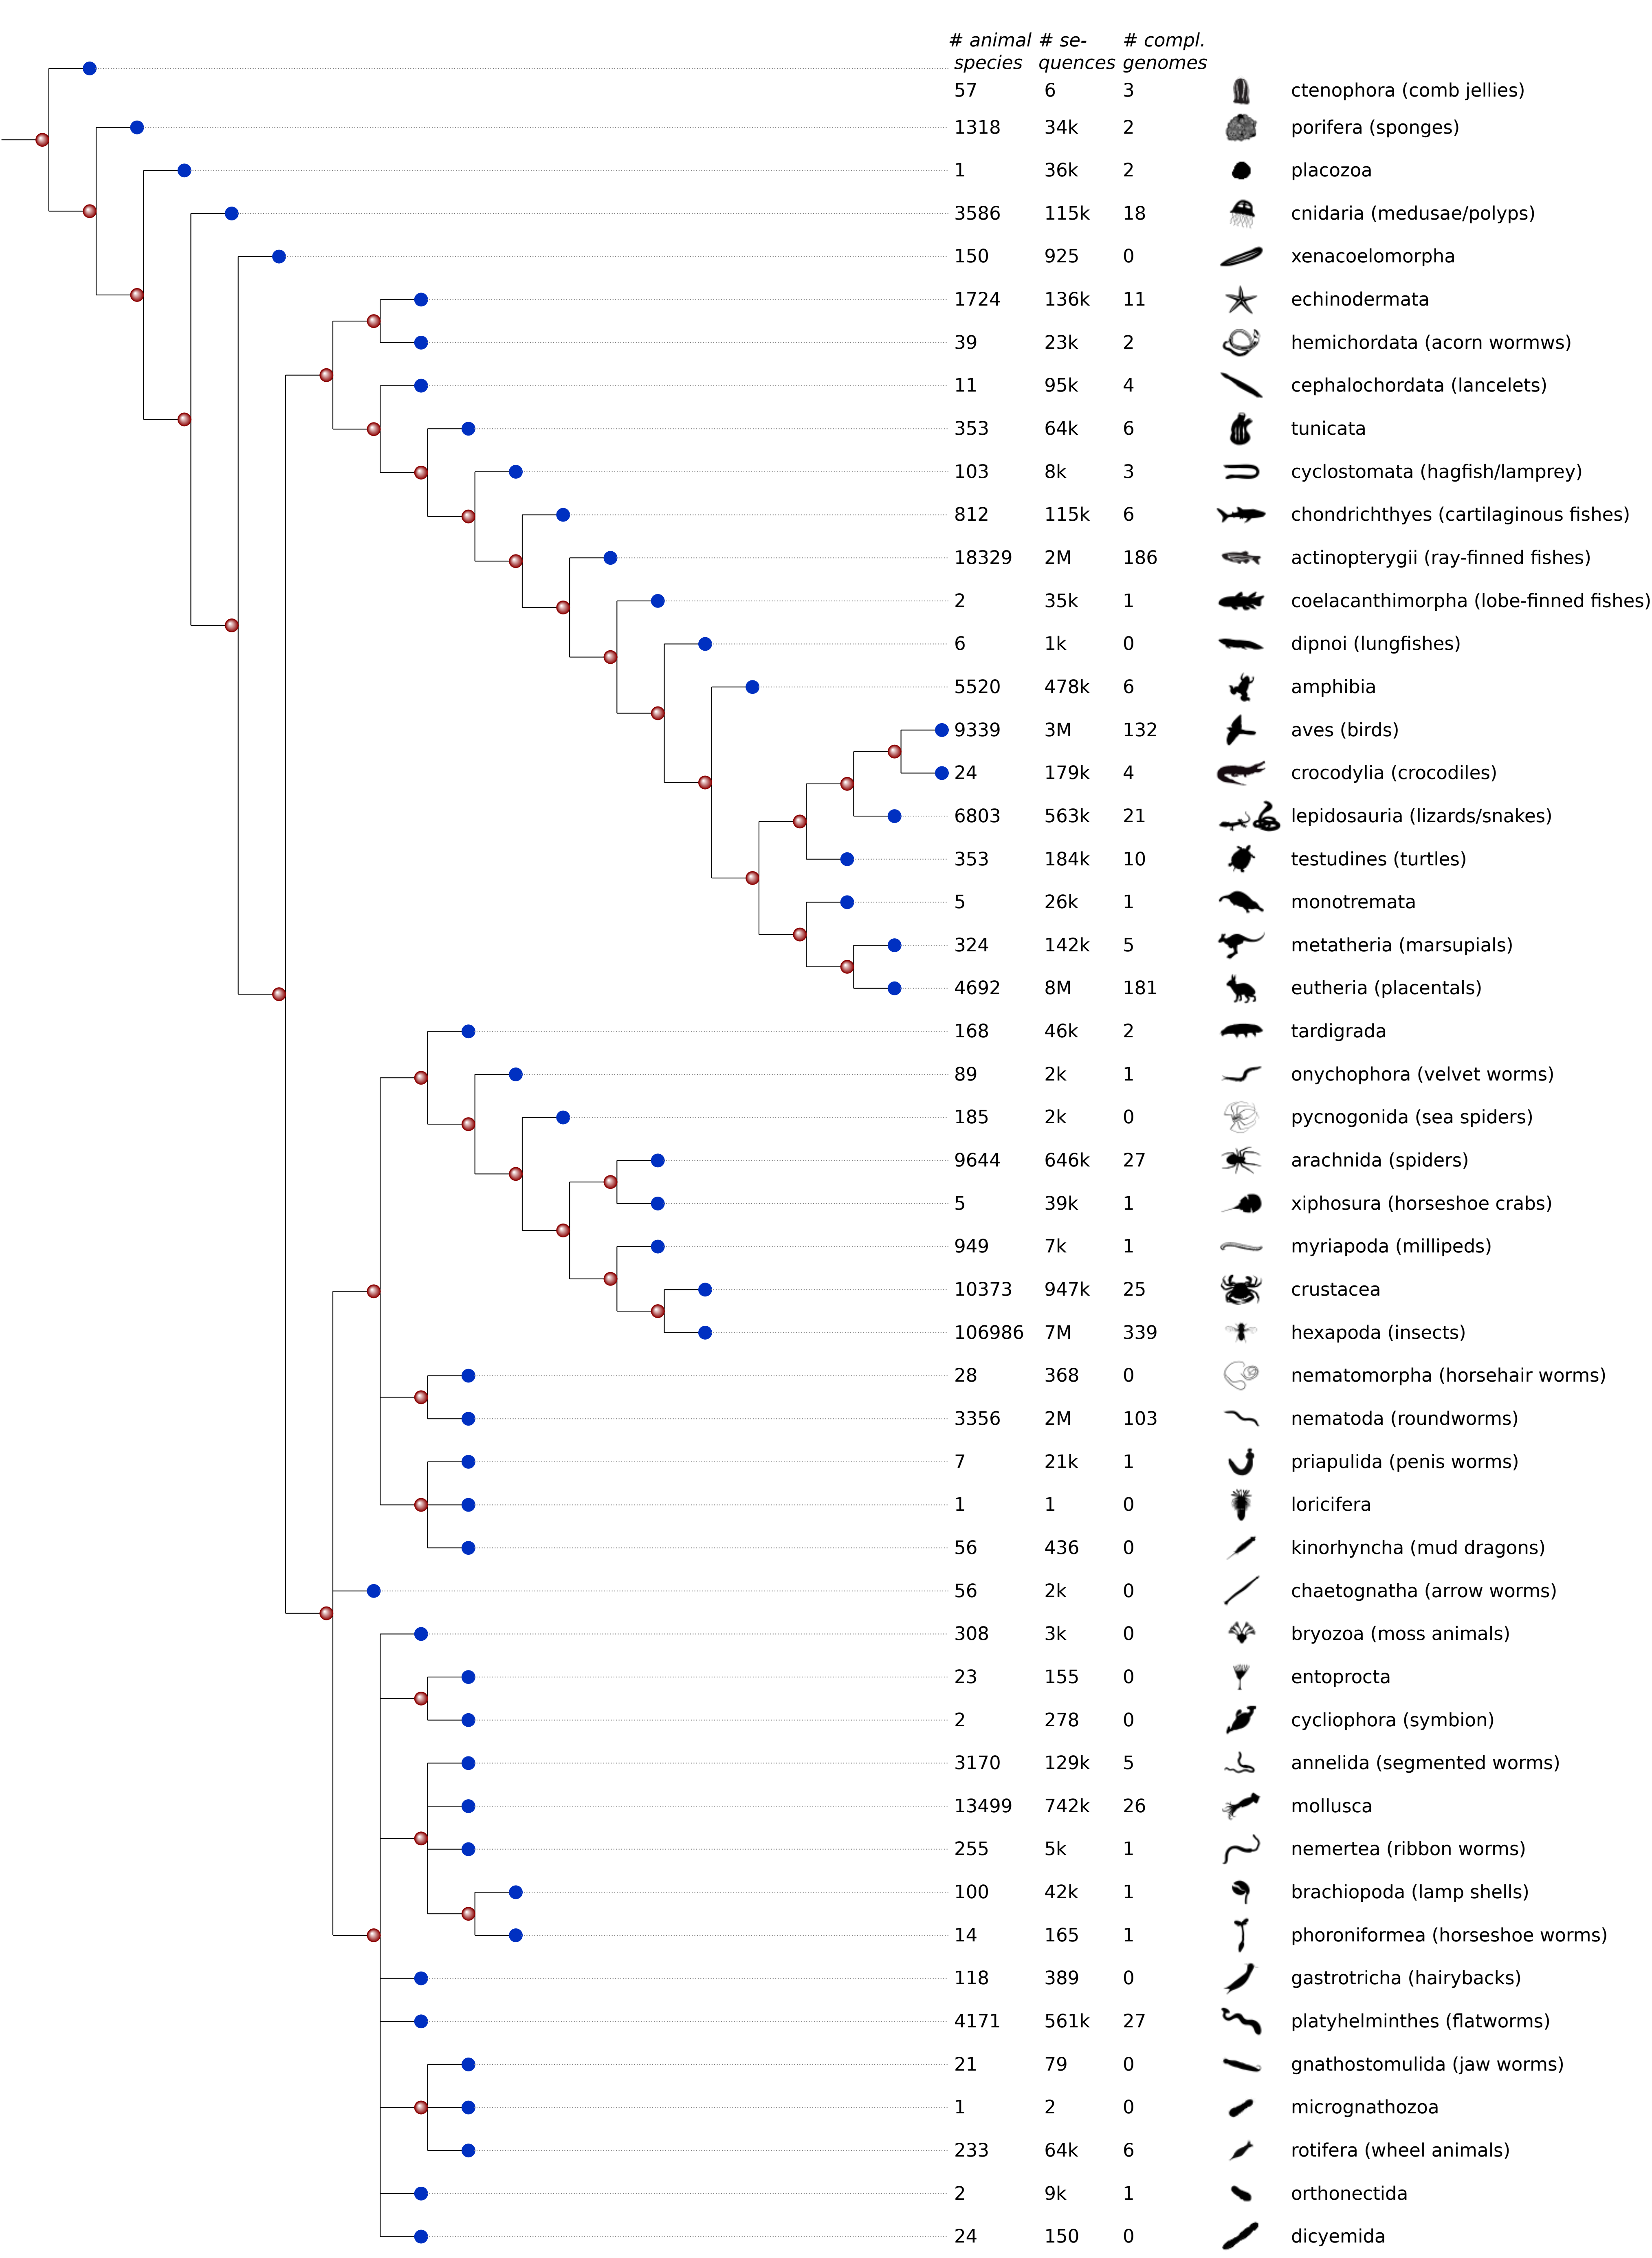 # animal # se- # compl.
species quences genomes
57 6 3 ctenophora (comb jellies)
1318 34k 2 porifera (sponges)
1 36k 2 placozoa
3586 115k 18 cnidaria (medusae/polyps)
150 925 0 xenacoelomorpha
1724 136k 11 echinodermata
39 23k 2 hemichordata (acorn wormws)
11 95k 4 cephalochordata (lancelets)
353 64k 6 tunicata
103 8k 3 cyclostomata (hagfish/lamprey)
812 115k 6 chondrichthyes (cartilaginous fishes)
18329 2M 186 actinopterygii (ray-finned fishes)
2 35k 1 coelacanthimorpha (lobe-finned fishes)
6 1k 0 dipnoi (lungfishes)
5520 478k 6 amphibia
9339 3M 132 aves (birds)
24 179k 4 crocodylia (crocodiles)
6803 563k 21 lepidosauria (lizards/snakes)
353 184k 10 testudines (turtles)
5 26k 1 monotremata
324 142k 5 metatheria (marsupials)
4692 8M 181 eutheria (placentals)
168 46k 2 tardigrada
89 2k 1 onychophora (velvet worms)
185 2k 0 pycnogonida (sea spiders)
9644 646k 27 arachnida (spiders)
5 39k 1 xiphosura (horseshoe crabs)
949 7k 1 myriapoda (millipeds)
10373 947k 25 crustacea
106986 7M 339 hexapoda (insects)
28 368 0 nematomorpha (horsehair worms)
3356 2M 103 nematoda (roundworms)
7 21k 1 priapulida (penis worms)
1 1 0 loricifera
56 436 0 kinorhyncha (mud dragons)
56 2k 0 chaetognatha (arrow worms)
308 3k 0 bryozoa (moss animals)
23 155 0 entoprocta
2 278 0 cycliophora (symbion)
3170 129k 5 annelida (segmented worms)
13499 742k 26 mollusca
255 5k 1 nemertea (ribbon worms)
100 42k 1 brachiopoda (lamp shells)
14 165 1 phoroniformea (horseshoe worms)
118 389 0 gastrotricha (hairybacks)
4171 561k 27 platyhelminthes (flatworms)
21 79 0 gnathostomulida (jaw worms)
1 2 0 micrognathozoa
233 64k 6 rotifera (wheel animals)
2 9k 1 orthonectida
24 150 0 dicyemida